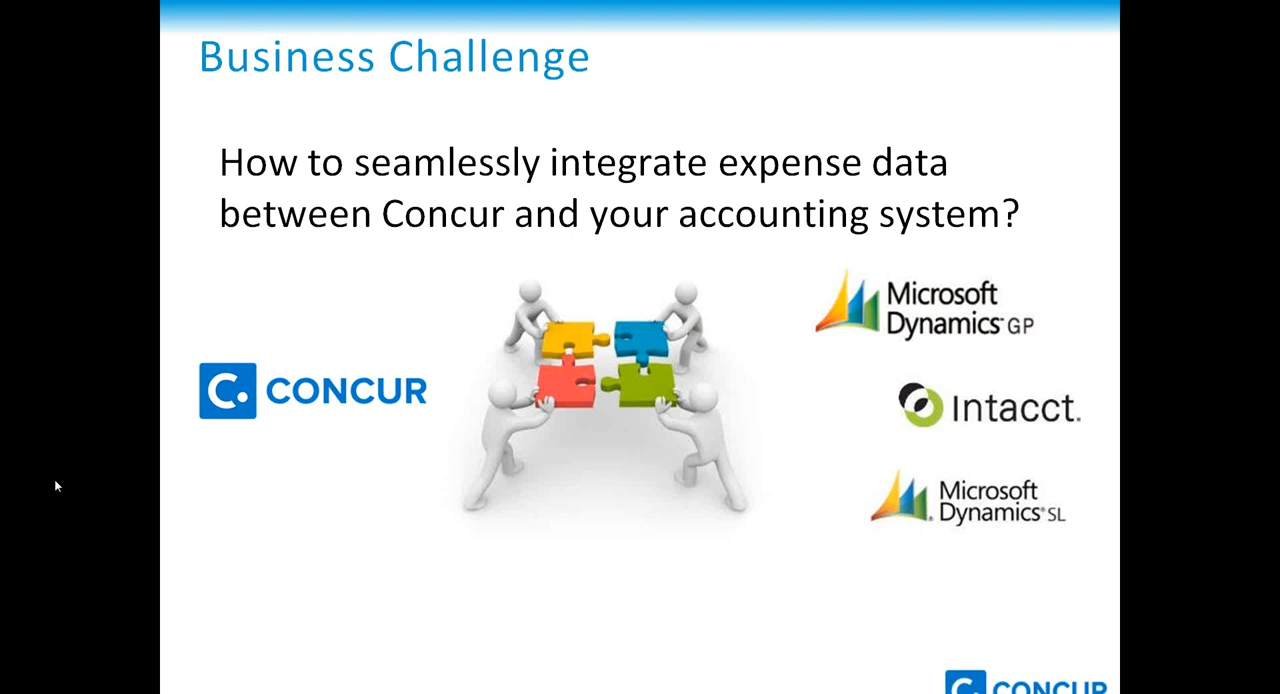 Business Challenge
How to seamlessly integrate expense data
between Concur and your accounting system?
Microsoft
Dynamics GP
C. CONCUR
Intacct.
Microsoft
Dynamics® SL
C. CONCUR